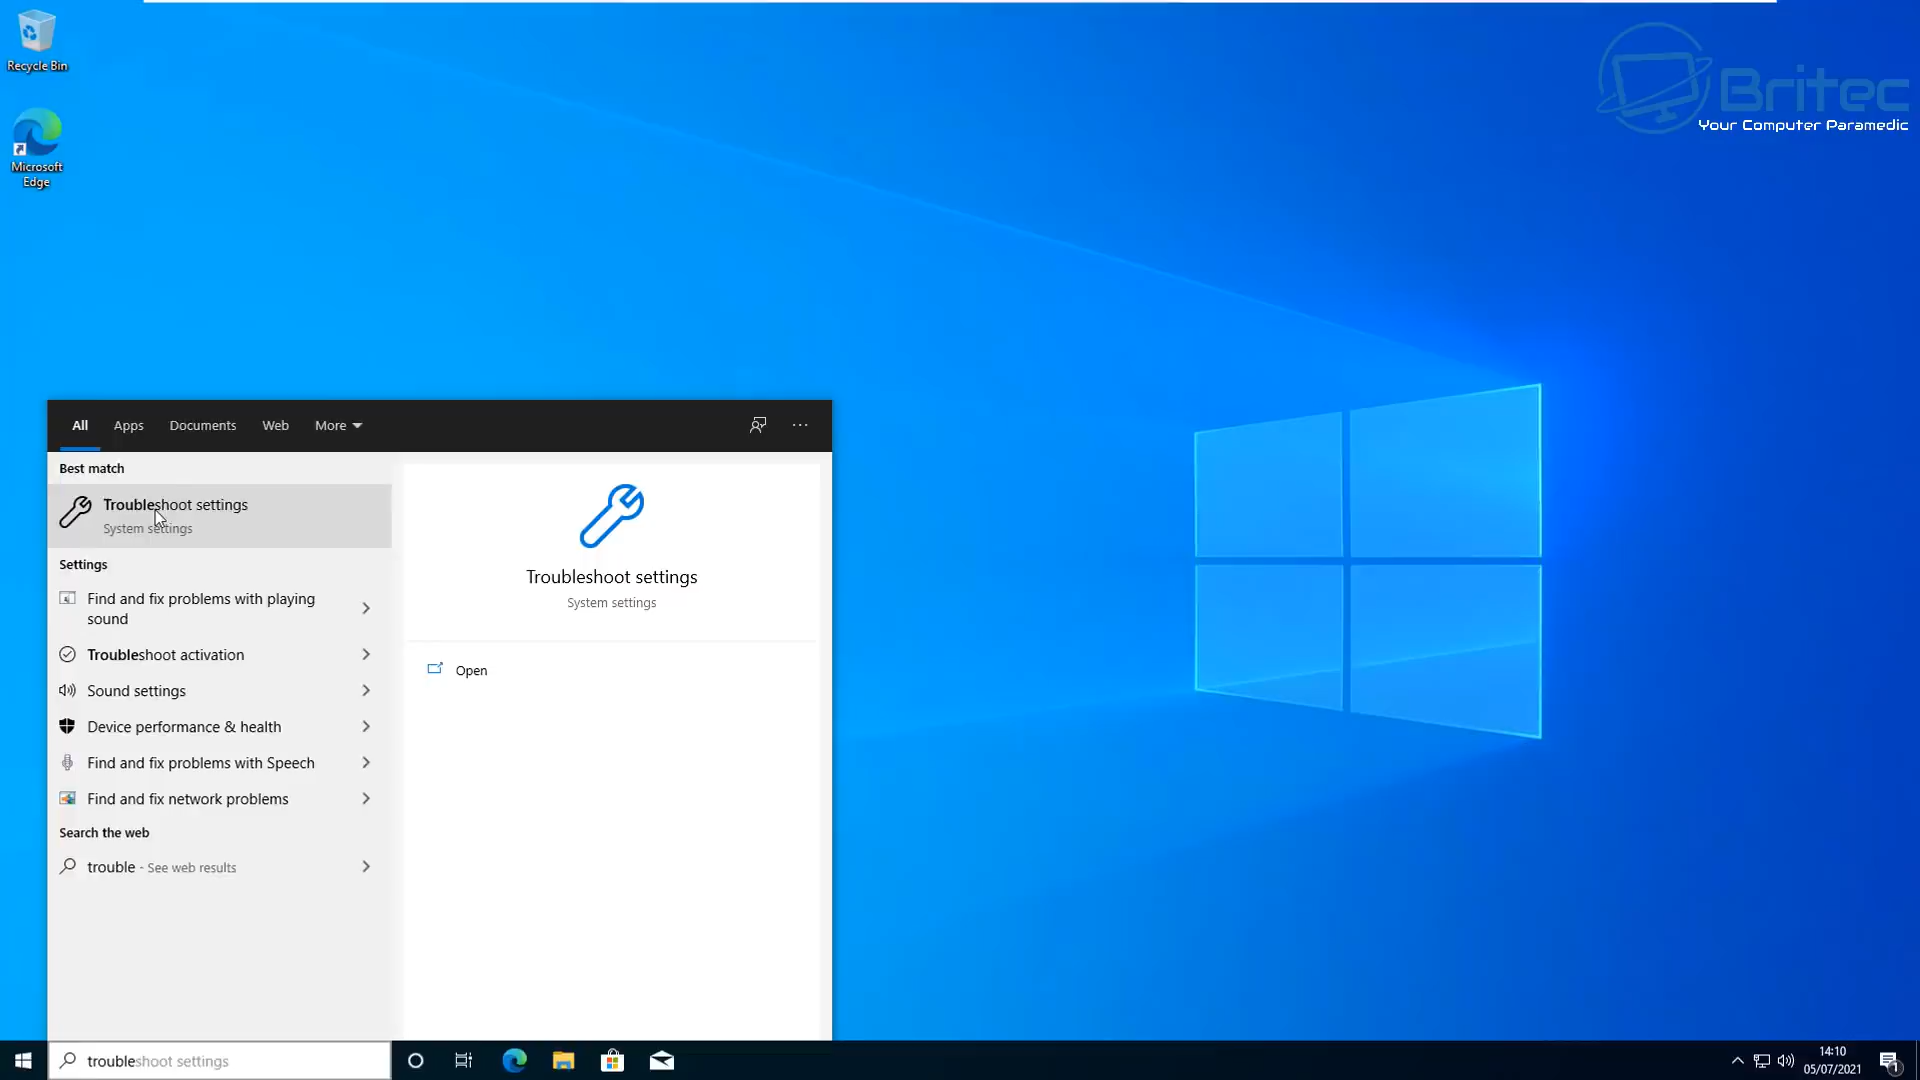 Recycle Bin
Microsoft
Edge
Britec
Your Computer Paramedic
All
Apps
Documents
Web
More
Best match
Troubleshoot settings
System settings
Settings
Find and fix problems with playing
sound
Troubleshoot activation
Sound settings
Device performance & health
Find and fix problems with Speech
Find and fix network problems
Search the web
trouble - See web results
Troubleshoot settings
System settings
Open
troubleshoot settings
14:10
05/07/2021
1